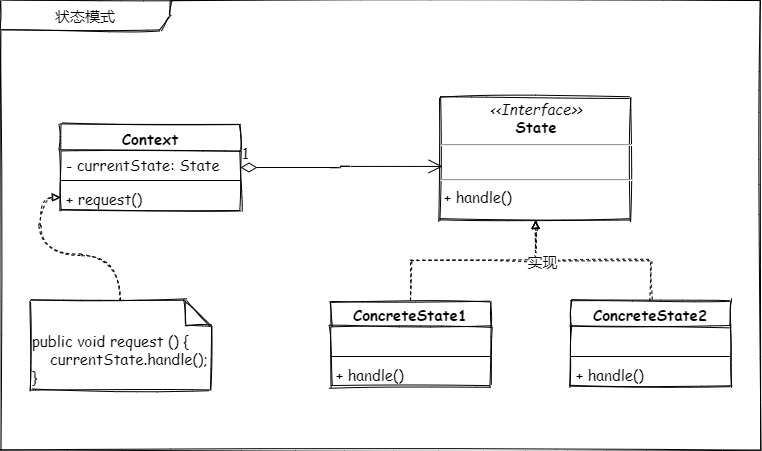 状态模式
Context
- currentState: State
+ request()
1
<<Interface>>
State
+ handle()
实现
public void request () {
currentState.handle();
}
ConcreteState1
+ handle()
ConcreteState2
+ handle()